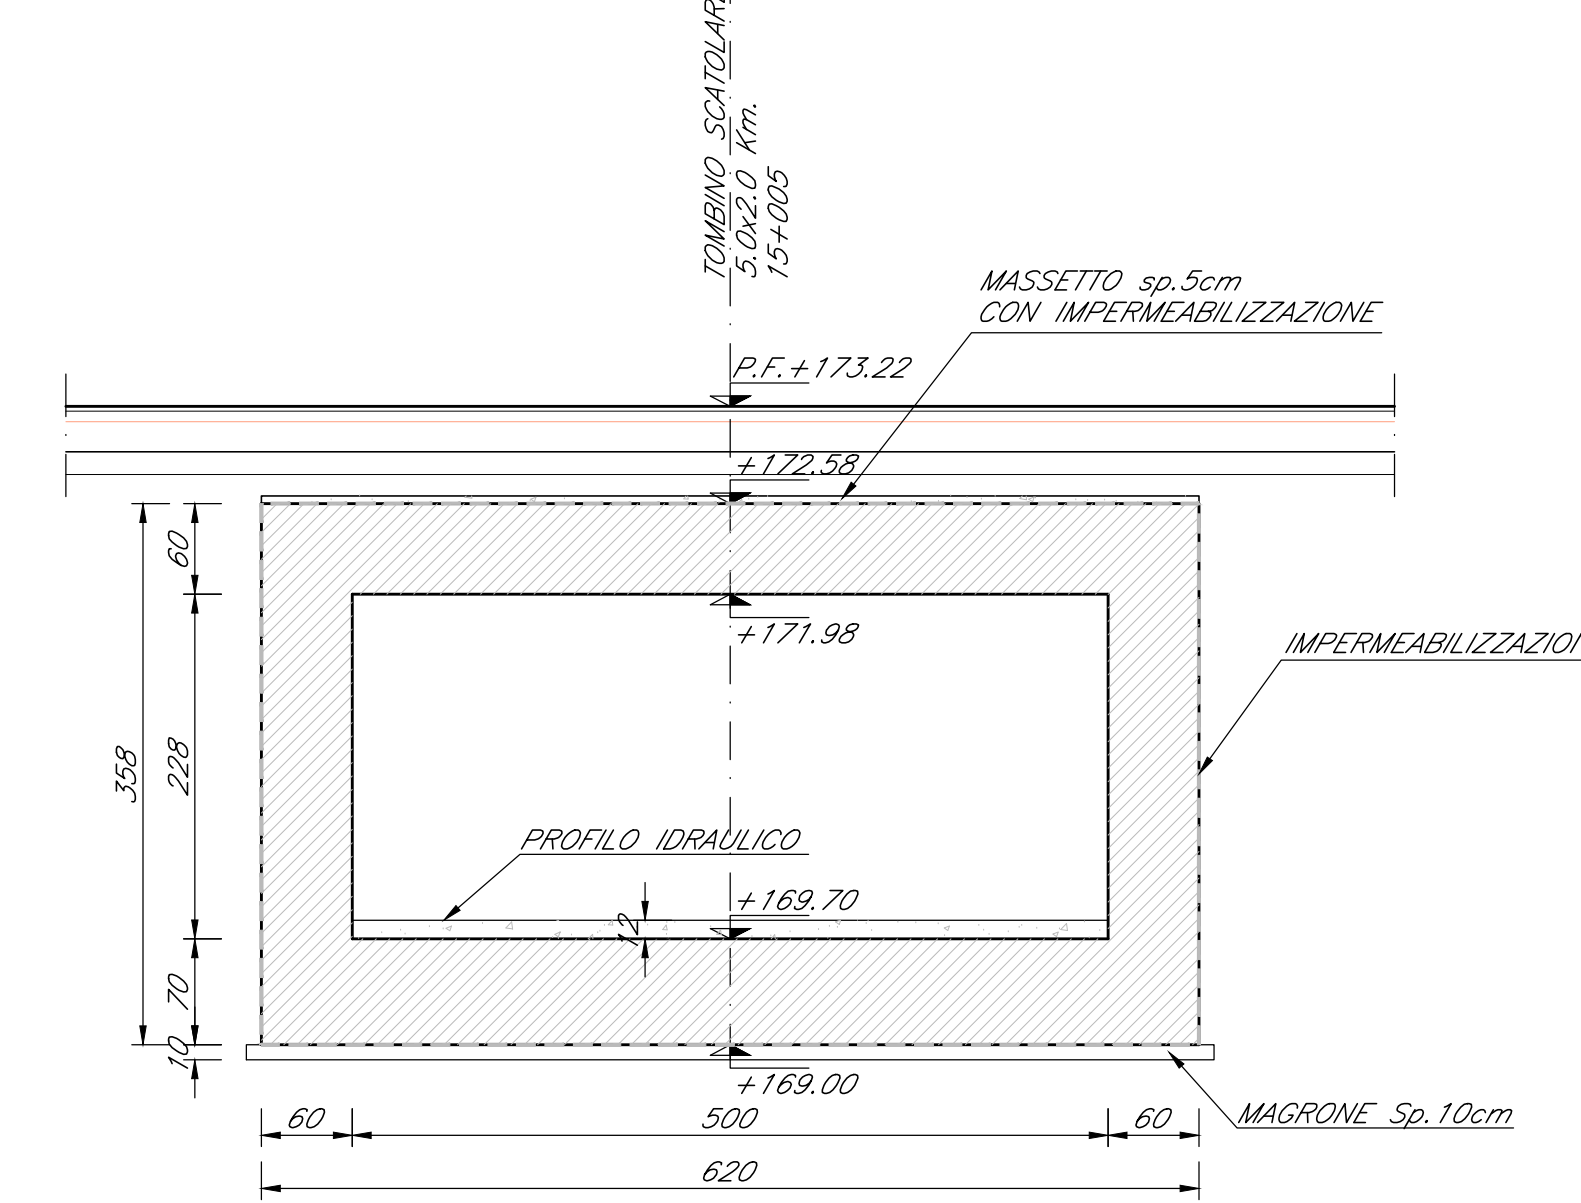 TOMBINO SCATOLARE
5.0x2.0 Km.
15+005
MASSETTO sp.5cm
CON IMPERMEABILIZZAZIONE
P.F.+173.22
+172.58
60
+171.98
IMPERMEABILIZZAZIO
358
228
PROFILO IDRAULICO
+169.70
12
70
10
+169.00
MAGRONE Sp.10cm
60
500
60
620